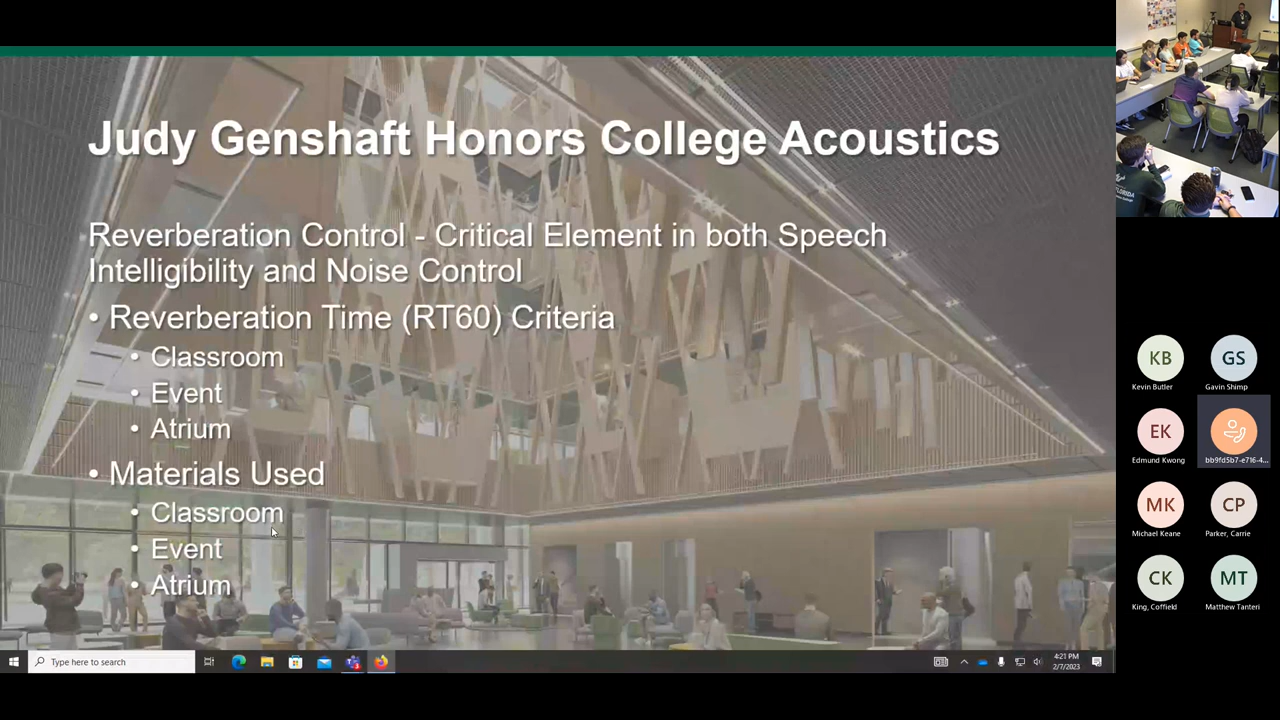 Judy Genshaft Honors College Acoustics
Reverberation Control - Critical Element in both Speech
Intelligibility and Noise Control
• Reverberation Time (RT60) Criteria
• Classroom
• Event
• Atrium
• Materials Used
• Classroom
• Event
• Atrium
Type here to search
4:21 PM
2/7/2023
KB
Kevin Butler
GS
Gavin Shimp
EK
Edmund Kwong
bb9fd5b7-e716-4...
MK
Michael Keane
CP
Parker, Carrie
CK
King, Coffield
MT
Matthew Tanteri